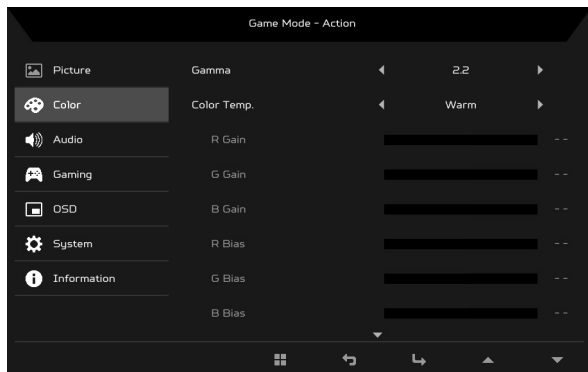 Game Mode - Action
Picture
Gamma 2.2
Color
Color Temp. Warm
Audio
R Gain - -
Gaming
G Gain - -
OSD
B Gain - -
System
R Bias - -
Information
G Bias - -
B Bias - -